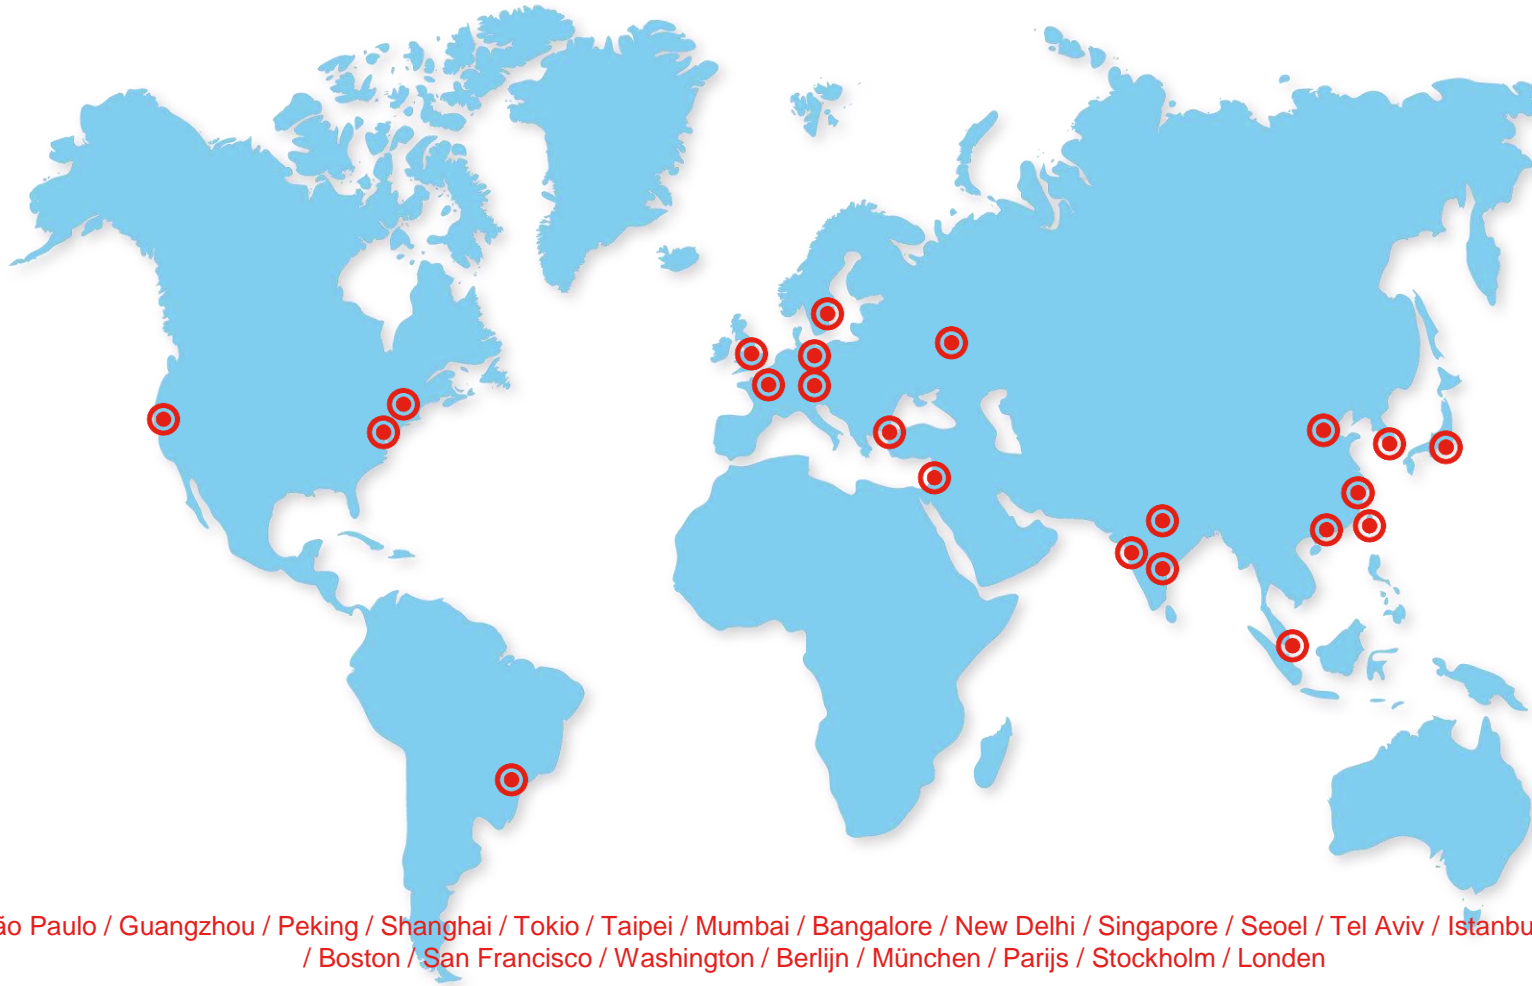 ão Paulo / Guangzhou / Peking / Shanghai / Tokio / Taipei / Mumbai / Bangalore / New Delhi / Singapore / Seoel / Tel Aviv / Istanbu
/ Boston / San Francisco / Washington / Berlijn / München / Parijs / Stockholm / Londen